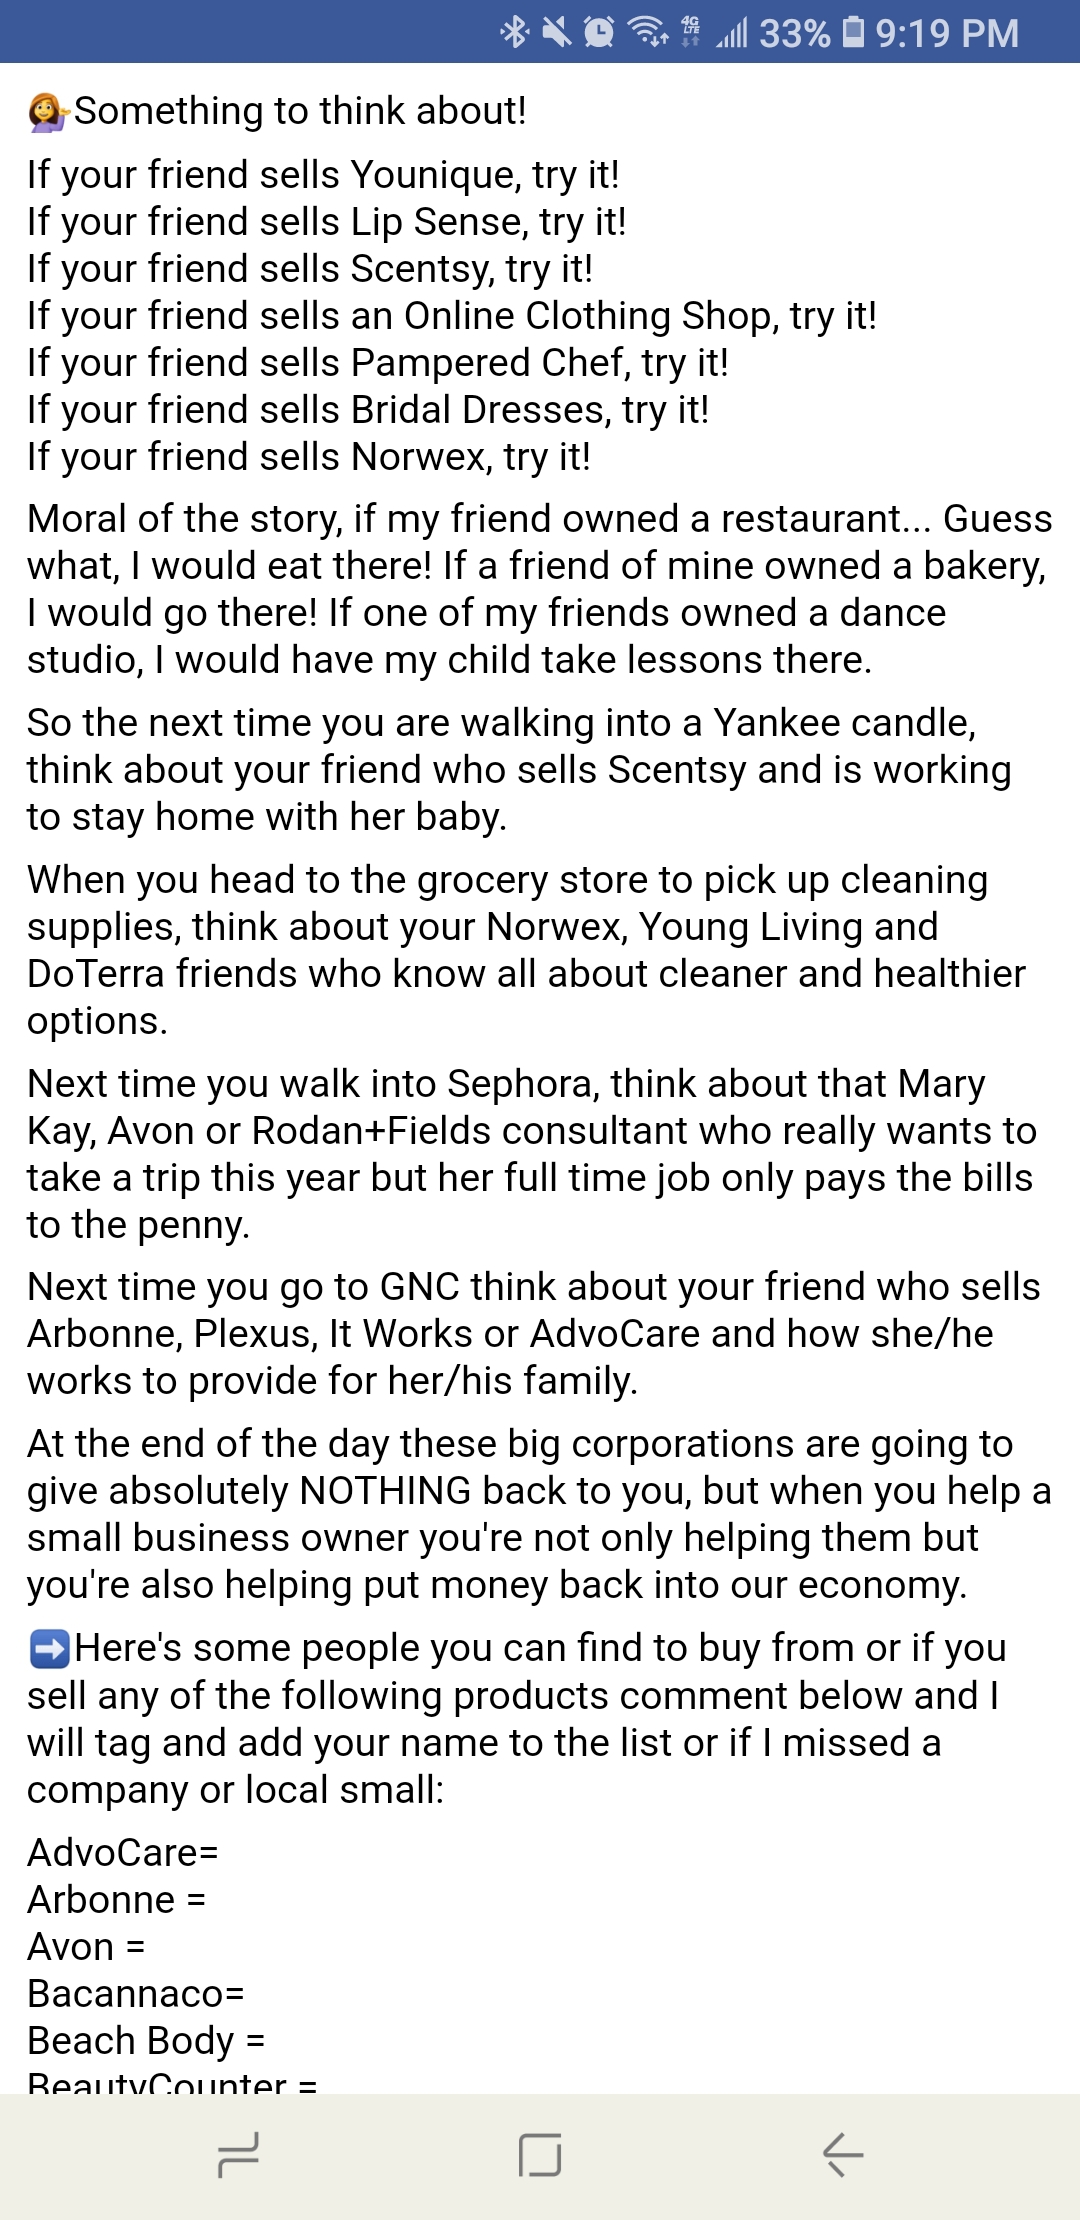 4G
LTE
33%
9:19 PM
Something to think about!
If your friend sells Younique, try it!
If your friend sells Lip Sense, try it!
If your friend sells Scentsy, try it!
If your friend sells an Online Clothing Shop, try it!
If your friend sells Pampered Chef, try it!
If your friend sells Bridal Dresses, try it!
If your friend sells Norwex, try it!
Moral of the story, if my friend owned a restaurant... Guess
what, I would eat there! If a friend of mine owned a bakery,
I would go there! If one of my friends owned a dance
studio, I would have my child take lessons there.
So the next time you are walking into a Yankee candle,
think about your friend who sells Scentsy and is working
to stay home with her baby.
When you head to the grocery store to pick up cleaning
supplies, think about your Norwex, Young Living and
DoTerra friends who know all about cleaner and healthier
options.
Next time you walk into Sephora, think about that Mary
Kay, Avon or Rodan+Fields consultant who really wants to
take a trip this year but her full time job only pays the bills
to the penny.
Next time you go to GNC think about your friend who sells
Arbonne, Plexus, It Works or AdvoCare and how she/he
works to provide for her/his family.
At the end of the day these big corporations are going to
give absolutely NOTHING back to you, but when you help a
small business owner you're not only helping them but
you're also helping put money back into our economy.
Here's some people you can find to buy from or if you
sell any of the following products comment below and I
will tag and add your name to the list or if I missed a
company or local small:
AdvoCare=
Arbonne =
Avon =
Bacannaco=
Beach Body =
BeautyCounter =